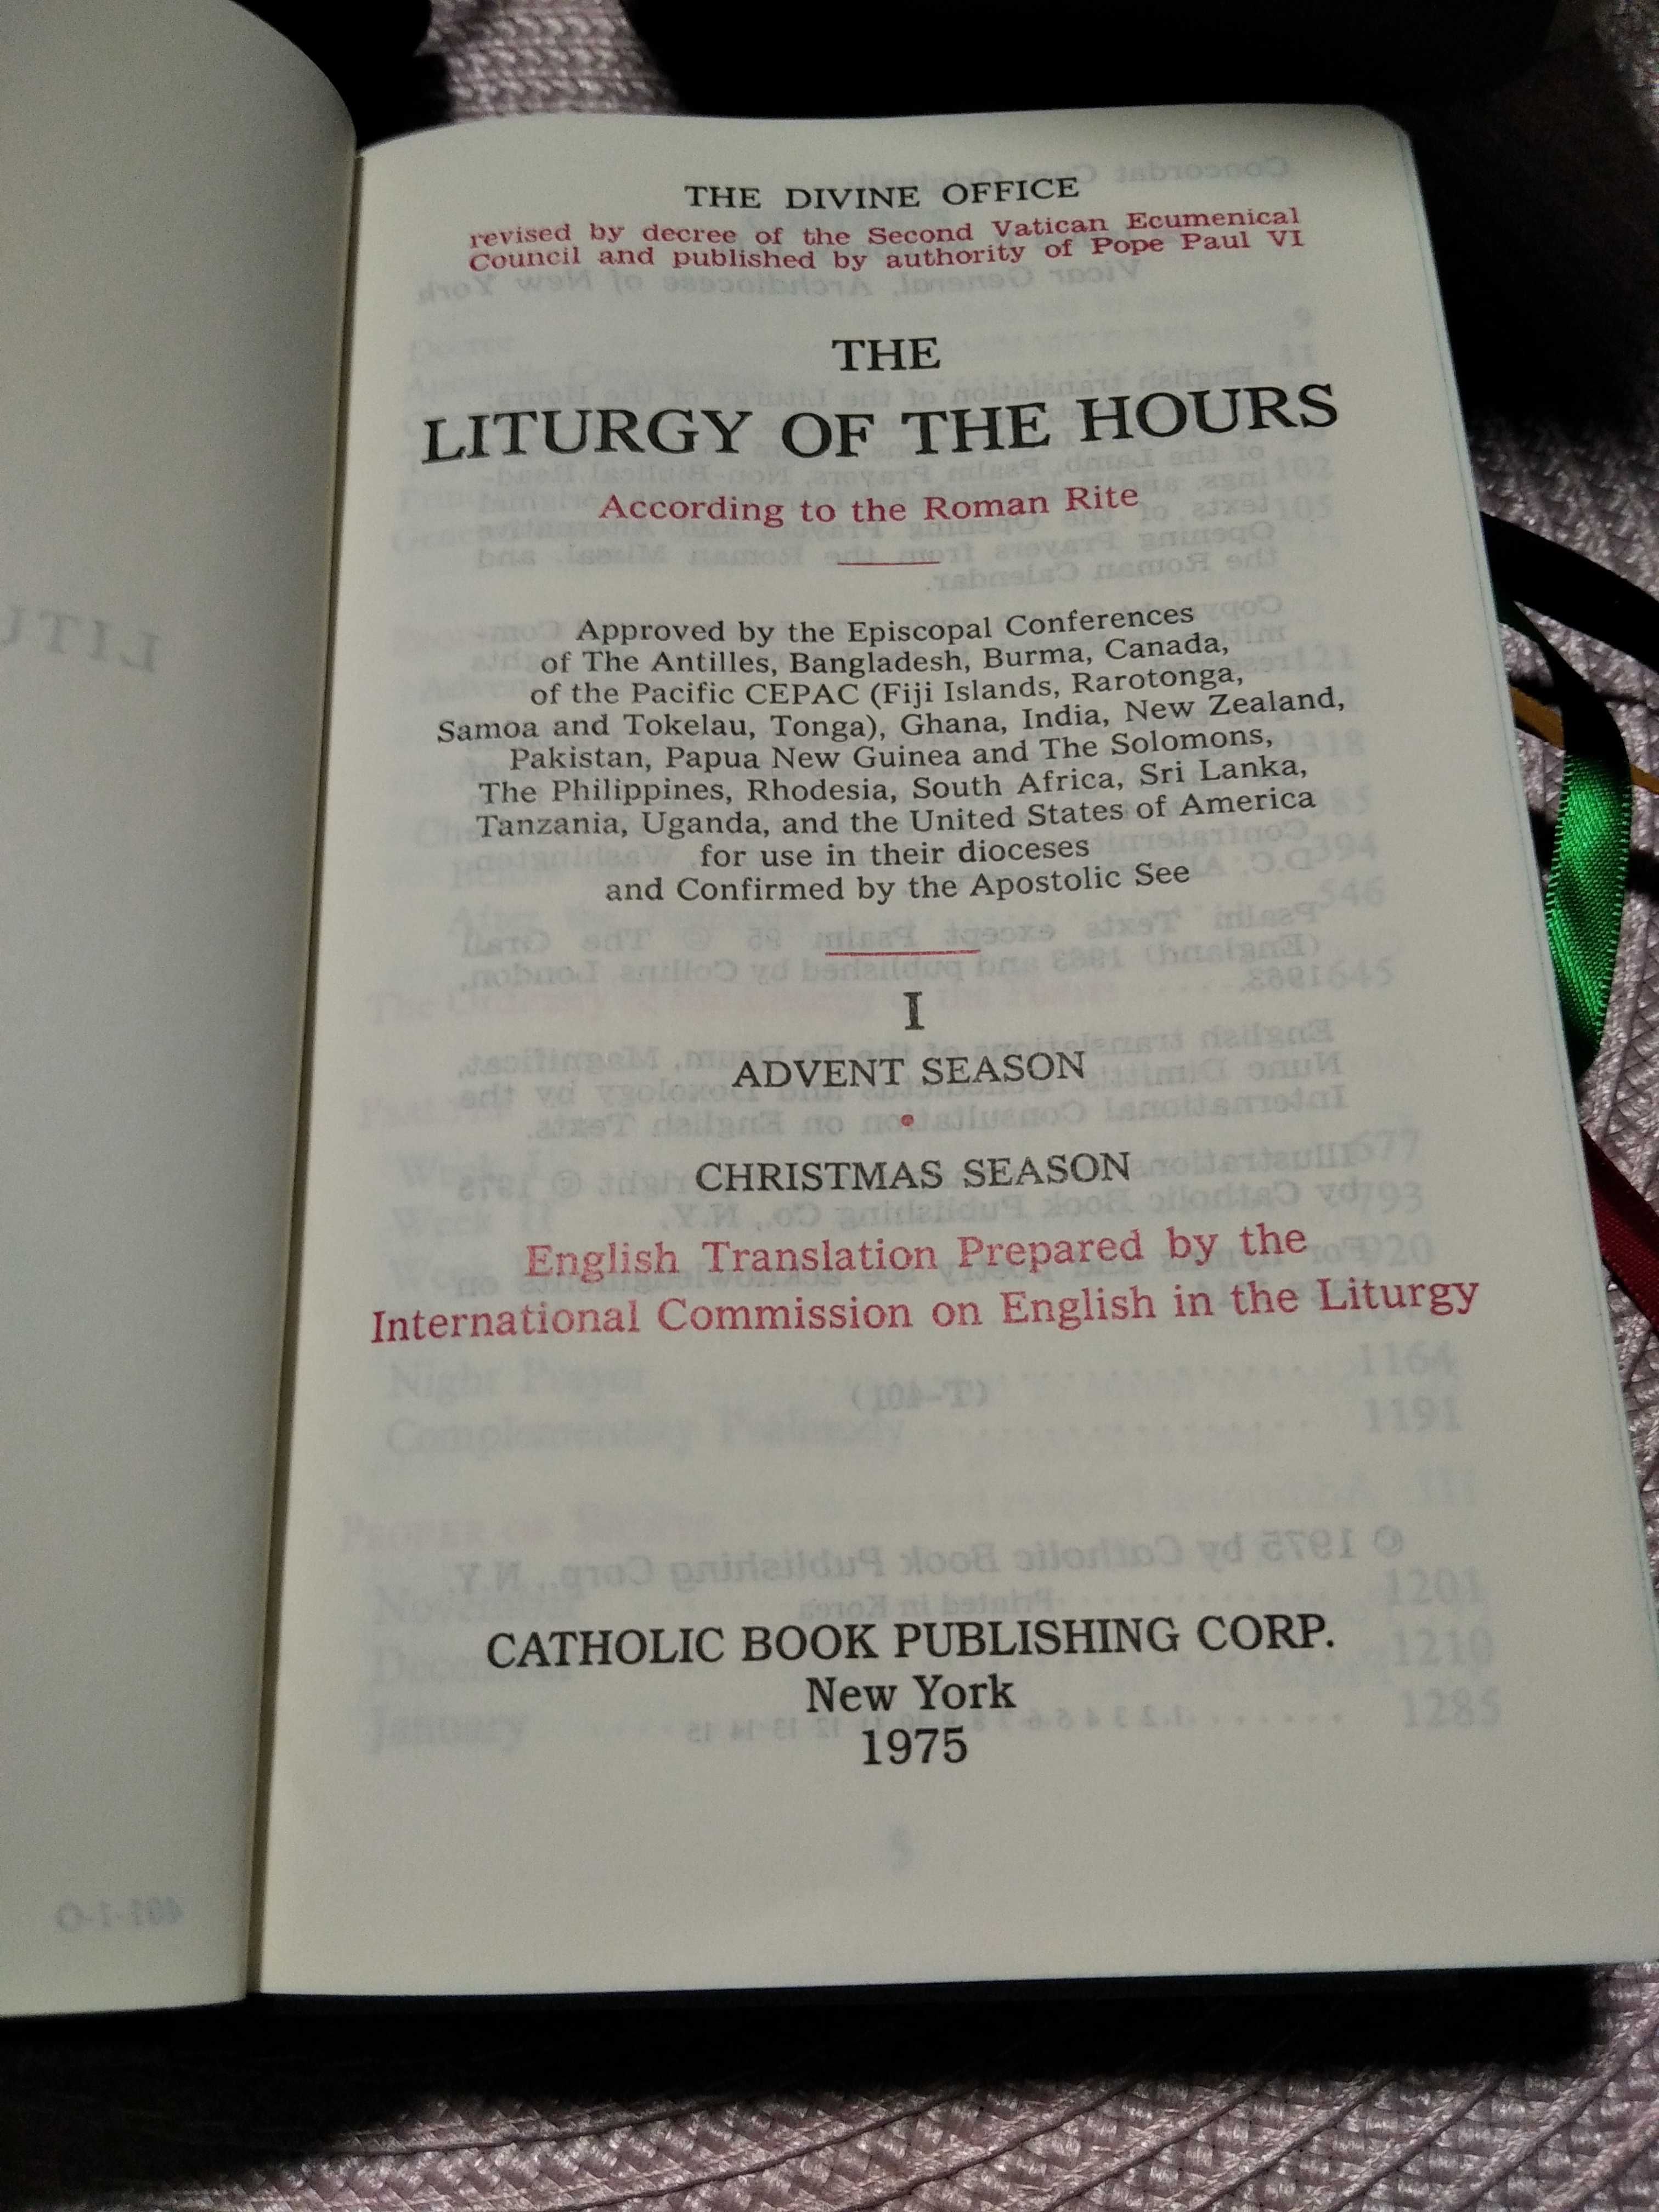 THE DIVINE OFFICE
revised by decree of the Second Vatican Ecumenical
Council and published by authority of Pope Paul VI
THE
LITURGY OF THE HOURS
According to the Roman Rite
Approved by the Episcopal Conferences
of The Antilles, Bangladesh, Burma, Canada,
of the Pacific CEPAC (Fiji Islands, Rarotonga,
Samoa and Tokelau, Tonga), Ghana, India, New Zealand,
Pakistan, Papua New Guinea and The Solomons,
The Philippines, Rhodesia, South Africa, Sri Lanka,
Tanzania, Uganda, and the United States of America
for use in their dioceses
and Confirmed by the Apostolic See
I
ADVENT SEASON
•
CHRISTMAS SEASON
English Translation Prepared by the
International Commission on English in the Liturgy
CATHOLIC BOOK PUBLISHING CORP.
New York
1975